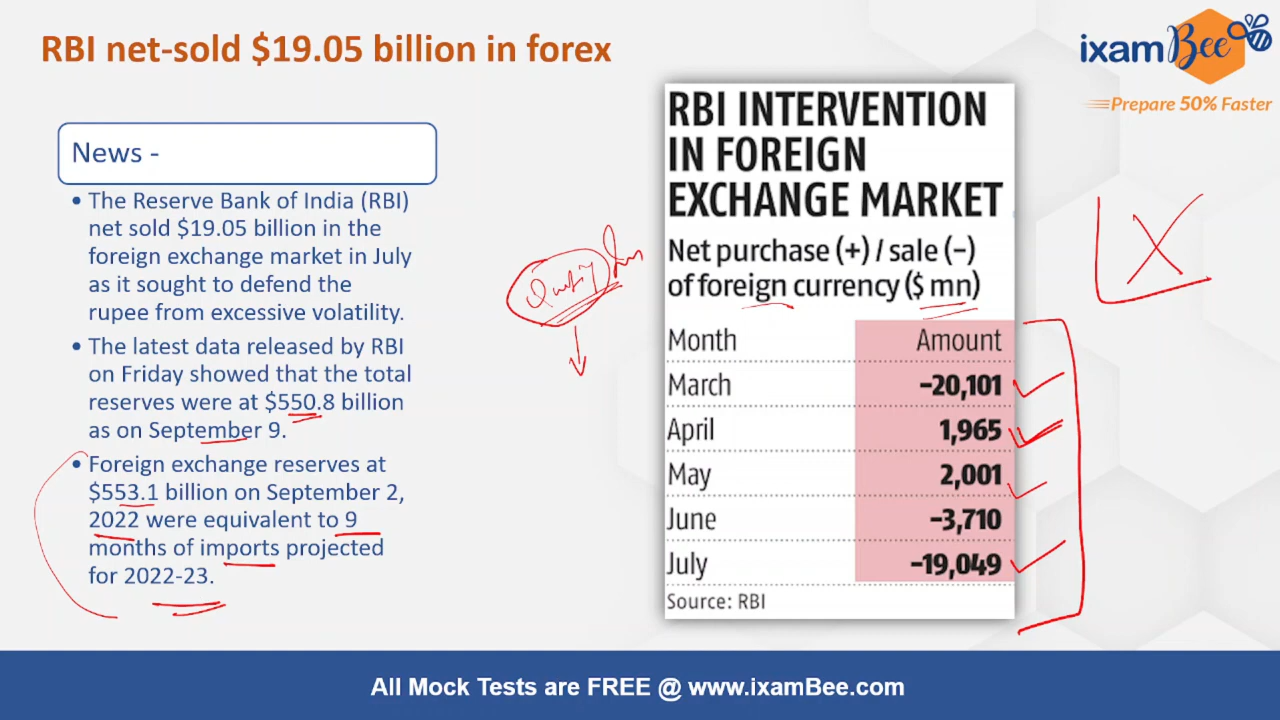 RBI net-sold $19.05 billion in forex
ixamBee
Prepare 50% Faster
News -
• The Reserve Bank of India (RBI)
net sold $19.05 billion in the
foreign exchange market in July
as it sought to defend the
rupee from excessive volatility.
• The latest data released by RBI
on Friday showed that the total
reserves were at $550.8 billion
as on September 9.
• Foreign exchange reserves at
$553.1 billion on September 2,
2022 were equivalent to 9
months of imports projected
for 2022-23.
RBI INTERVENTION
IN FOREIGN
EXCHANGE MARKET
Net purchase (+) / sale (−)
of foreign currency ($ mn)
Month Amount
March −20,101
April 1,965
May 2,001
June −3,710
July −19,049
Source: RBI
All Mock Tests are FREE @ www.ixamBee.com